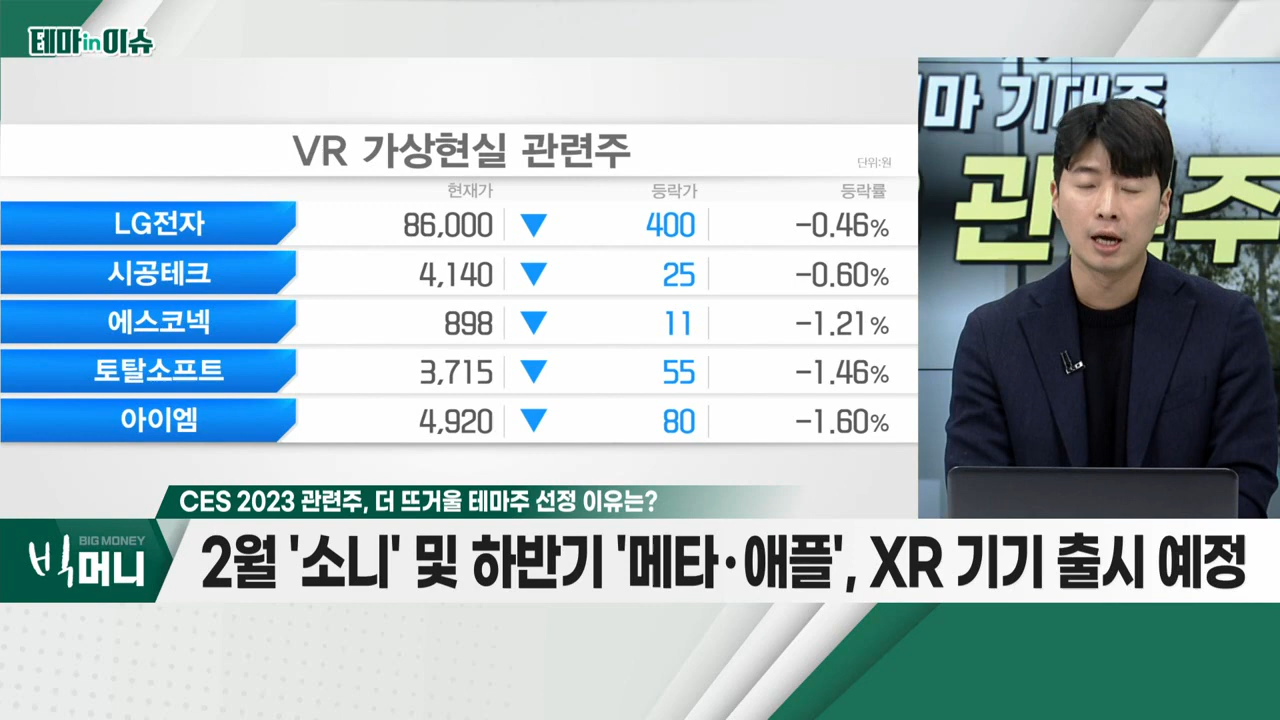 테마in이슈
마 기대주
관 주
VR 가상현실 관련주
단위:원
현재가 등락가 등락률
LG전자 86,000 ▼ 400 -0.46%
시공테크 4,140 ▼ 25 -0.60%
에스코넥 898 ▼ 11 -1.21%
토탈소프트 3,715 ▼ 55 -1.46%
아이엠 4,920 ▼ 80 -1.60%
CES 2023 관련주, 더 뜨거울 테마주 선정 이유는?
BIG MONEY
빅머니
2월 '소니' 및 하반기 '메타·애플', XR 기기 출시 예정